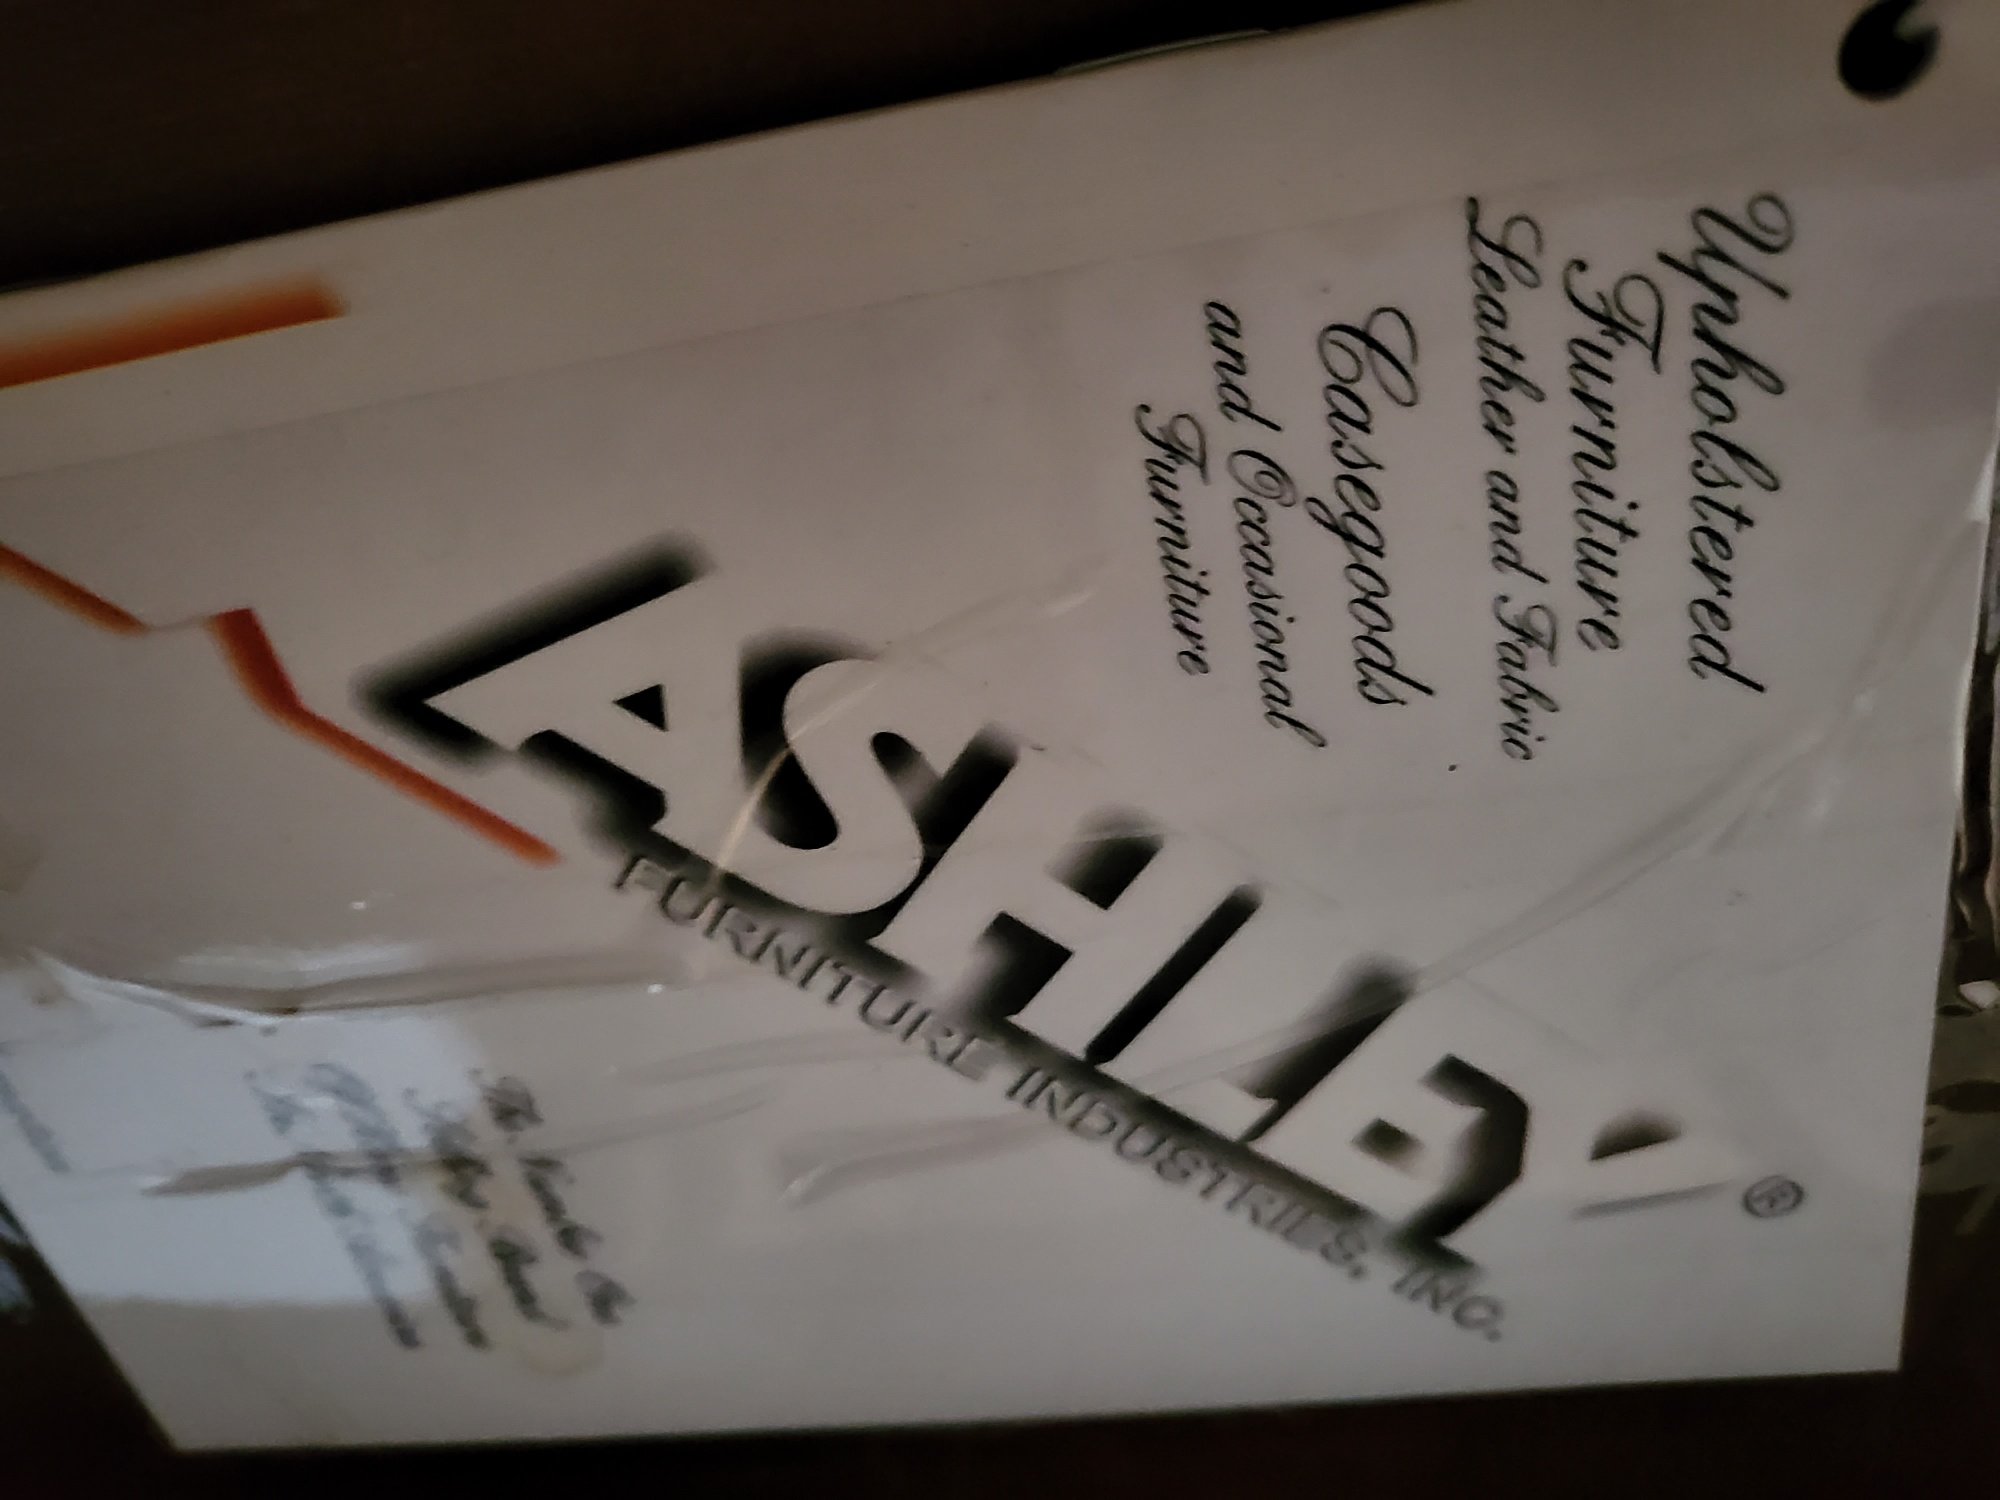 Upholstered
Furniture
Leather and Fabric
Casegoods
and Occasional
Furniture
ASHLEY®
FURNITURE INDUSTRIES, INC.